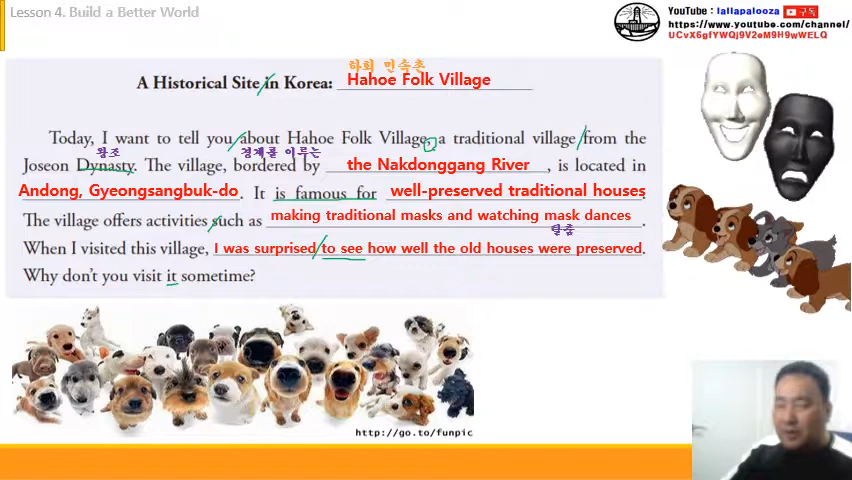 Lesson 4. Build a Better World
YouTube : lallapalooza 구독
https://www.youtube.com/channel/
UCvX6gfYWQj9V2eM9H9wWELQ
하회 민속촌
A Historical Site in Korea: Hahoe Folk Village
Today, I want to tell you about Hahoe Folk Village, a traditional village from the
왕조 경계를 이루는
Joseon Dynasty. The village, bordered by the Nakdonggang River, is located in
Andong, Gyeongsangbuk-do. It is famous for well-preserved traditional houses.
The village offers activities such as making traditional masks and watching mask dances.
탈춤
When I visited this village, I was surprised to see how well the old houses were preserved.
Why don't you visit it sometime?
http://go.to/funpic